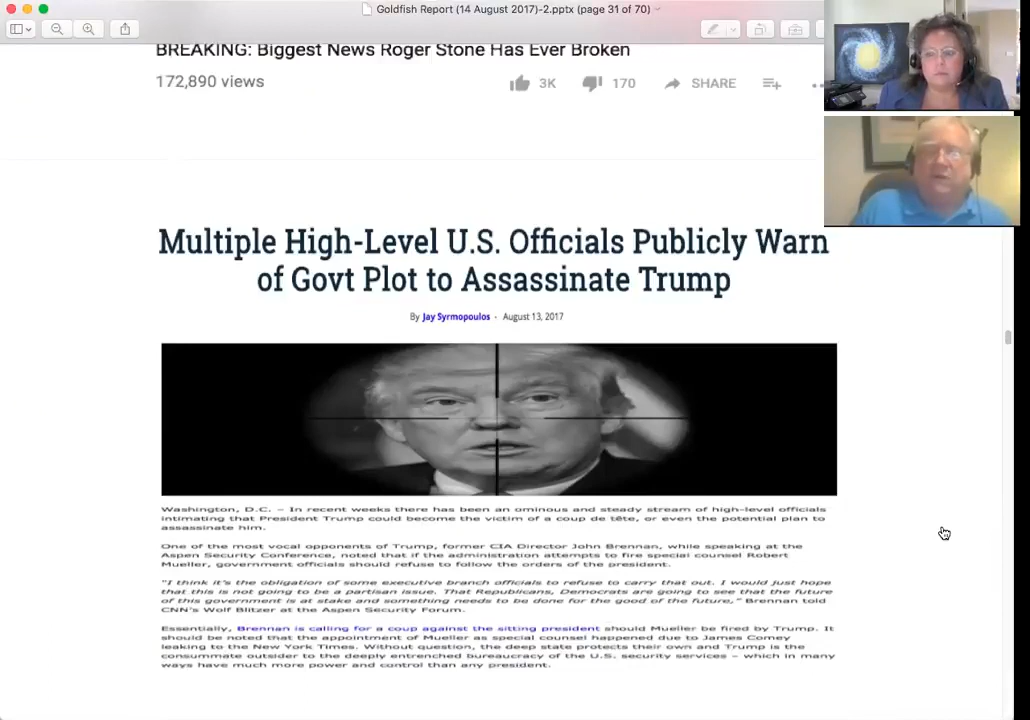 Goldfish Report (14 August 2017)-2.pptx (page 31 of 70)
BREAKING: Biggest News Roger Stone Has Ever Broken
172,890 views
3K
170
SHARE
Multiple High-Level U.S. Officials Publicly Warn
of Govt Plot to Assassinate Trump
By Jay Syrmopoulos - August 13, 2017
Washington, D.C. – In recent weeks there has been an ominous and steady stream of high-level officials
intimating that President Trump could become the victim of a coup de tête, or even the potential plan to
assassinate him.
One of the most vocal opponents of Trump, former CIA Director John Brennan, while speaking at the
Aspen Security Conference, noted that if the administration attempts to fire special counsel Robert
Mueller, government officials should refuse to follow the orders of the president.
"I think it's the obligation of some executive branch officials to refuse to carry that out. I would just hope
that this is not going to be a partisan issue. That Republicans, Democrats are going to see that the future
of this government is at stake and something needs to be done for the good of the future," Brennan told
CNN's Wolf Blitzer at the Aspen Security Forum.
Essentially, Brennan is calling for a coup against the sitting president should Mueller be fired by Trump. It
should be noted that the appointment of Mueller as special counsel happened due to James Comey
leaking to the New York Times. Without question, the deep state protects their own and Trump is the
consummate outsider to the deeply entrenched bureaucracy of the U.S. security services – which in many
ways have much more power and control than any president.